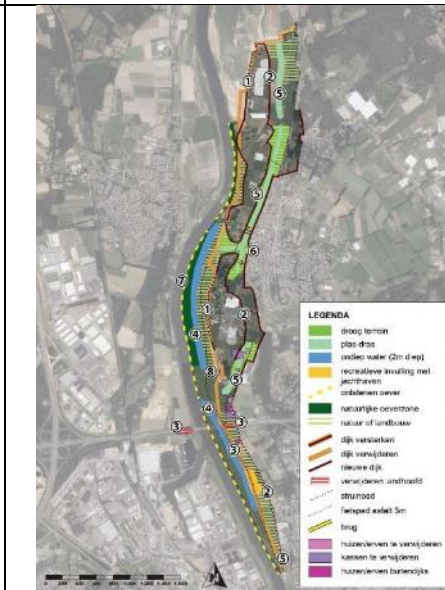 1
2
5
5
6
7
1
2
4
8
5
4
3
3
3
2
5
LEGENDA
droog terrein
plas-dras
ondiep water (2m diep)
recreatieve invulling met
jachthaven
ontstenen oever
natuurlijke oeverzone
natuur of landbouw
dijk versterken
dijk verwijderen
nieuwe dijk
verwijderen landhoofd
struinpad
fietspad asfalt 3m
brug
huizen/erven te verwijderen
kassen te verwijderen
huizen/erven buitendijks
N